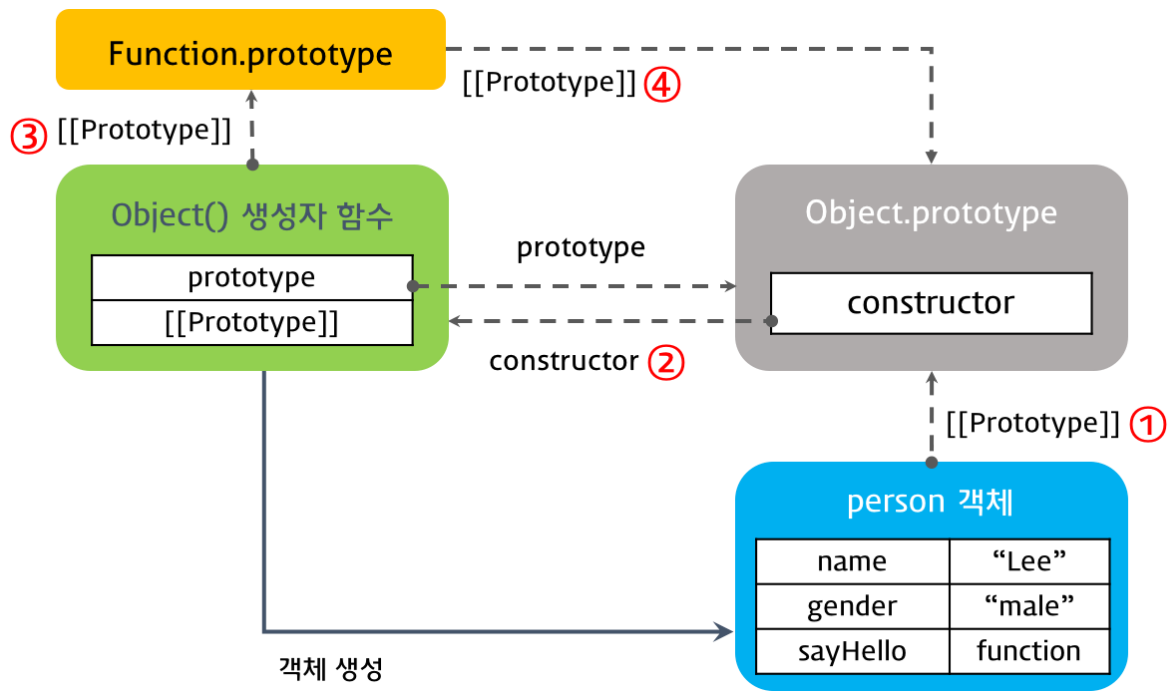 Function.prototype
[[Prototype]] ④
③ [[Prototype]]
Object() 생성자 함수
prototype
[[Prototype]]
prototype
constructor ②
Object.prototype
constructor
[[Prototype]] ①
person 객체
name “Lee”
gender “male”
sayHello function
객체 생성